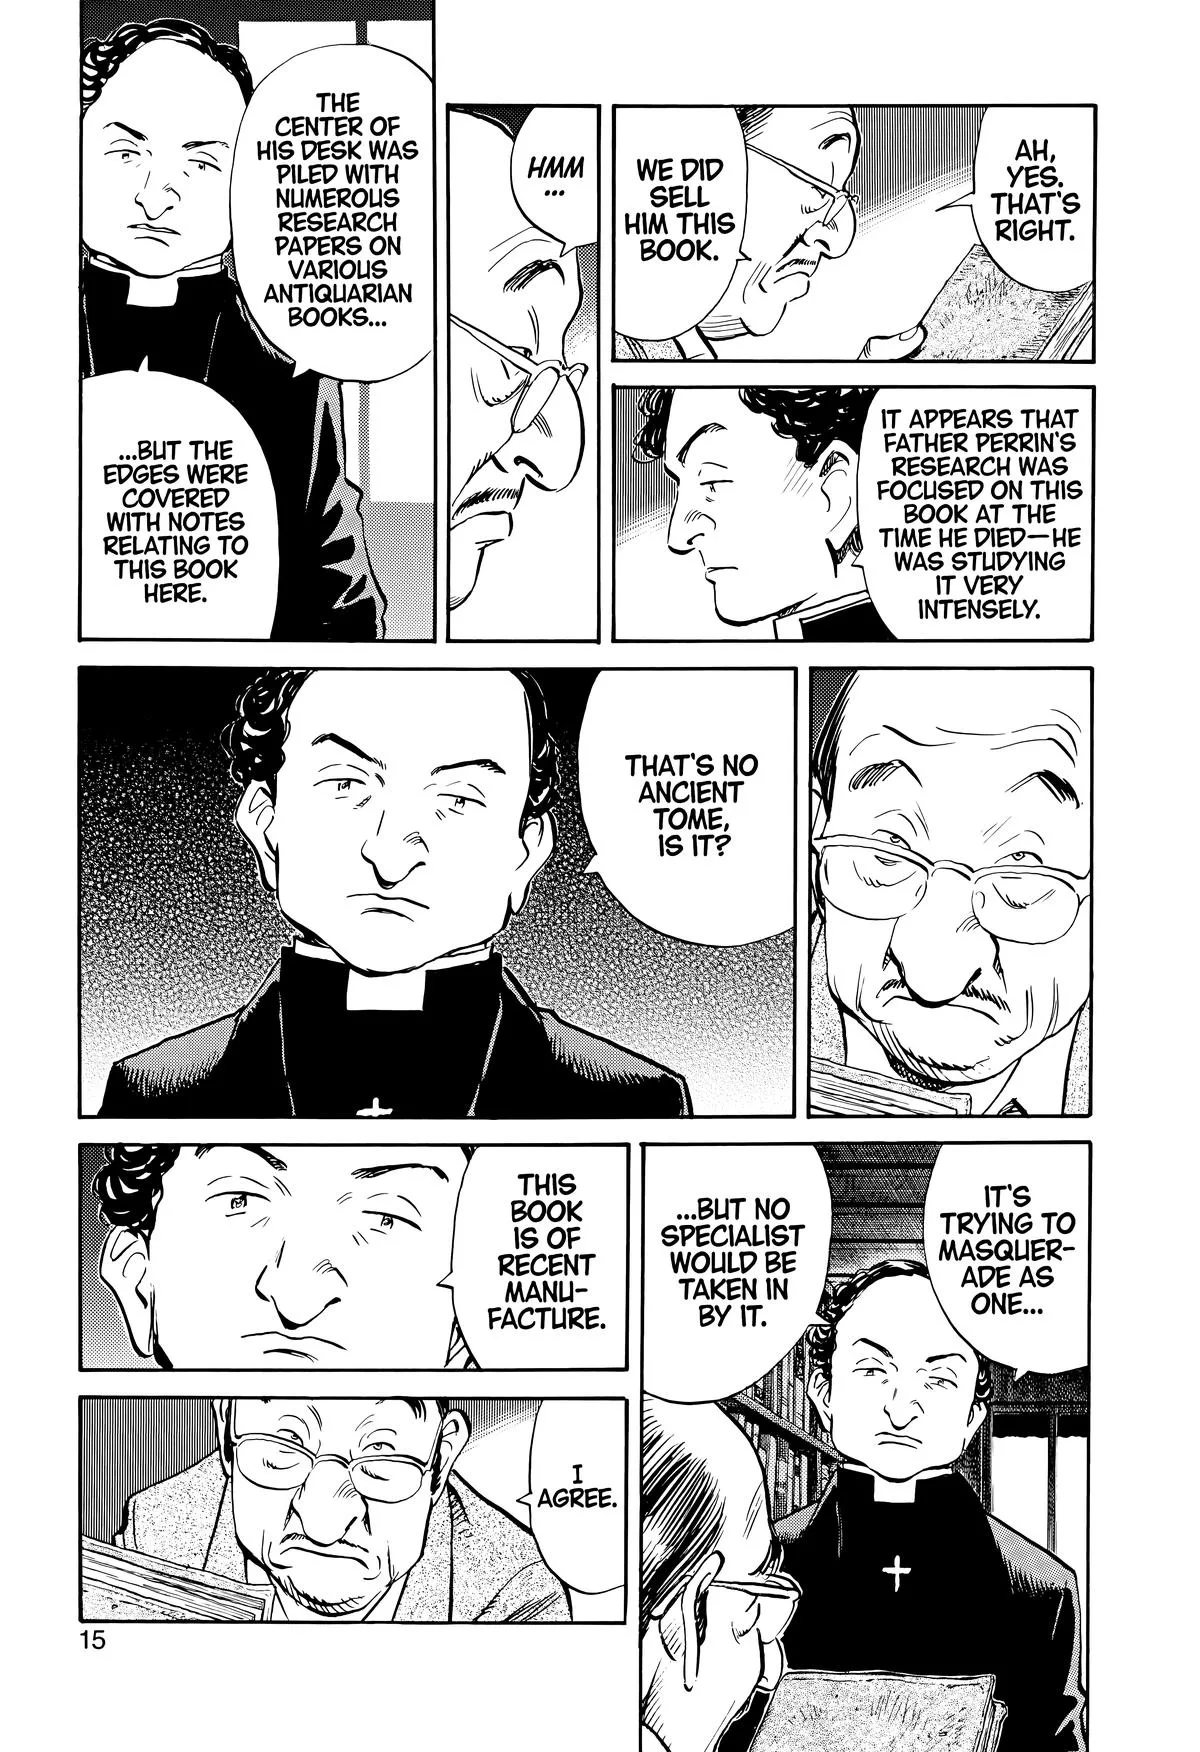 AH,
YES.
THAT'S
RIGHT.
WE DID
SELL
HIM THIS
BOOK.
IT APPEARS THAT
FATHER PERRIN'S
RESEARCH WAS
FOCUSED ON THIS
BOOK AT THE
TIME HE DIED—HE
WAS STUDYING
IT VERY
INTENSELY.
HMM
...
THE
CENTER OF
HIS DESK WAS
PILED WITH
NUMEROUS
RESEARCH
PAPERS ON
VARIOUS
ANTIQUARIAN
BOOKS...
...BUT THE
EDGES WERE
COVERED
WITH NOTES
RELATING TO
THIS BOOK
HERE.
THAT'S NO
ANCIENT
TOME,
IS IT?
IT'S
TRYING TO
MASQUER-
ADE AS
ONE...
...BUT NO
SPECIALIST
WOULD BE
TAKEN IN
BY IT.
THIS
BOOK
IS OF
RECENT
MANU-
FACTURE.
I
AGREE.
15